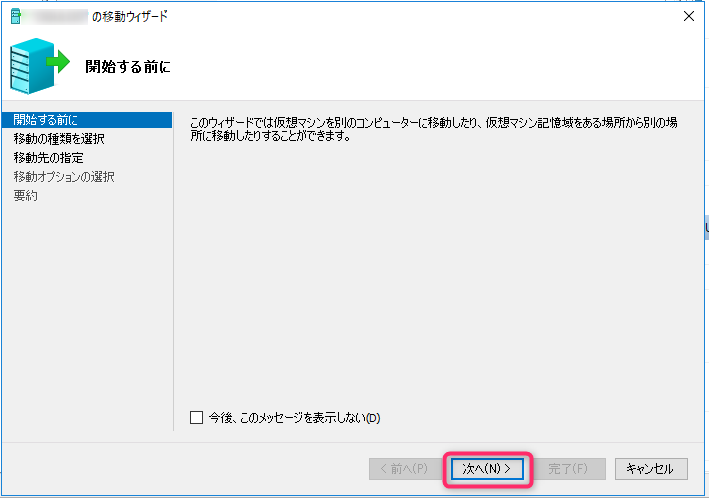 の移動ウィザード
開始する前に
開始する前に
移動の種類を選択
移動先の指定
移動オプションの選択
要約
このウィザードでは仮想マシンを別のコンピューターに移動したり、仮想マシン記憶域をある場所から別の場
所に移動したりすることができます。
今後、このメッセージを表示しない(D)
< 前へ(P)
次へ(N) >
完了(F)
キャンセル